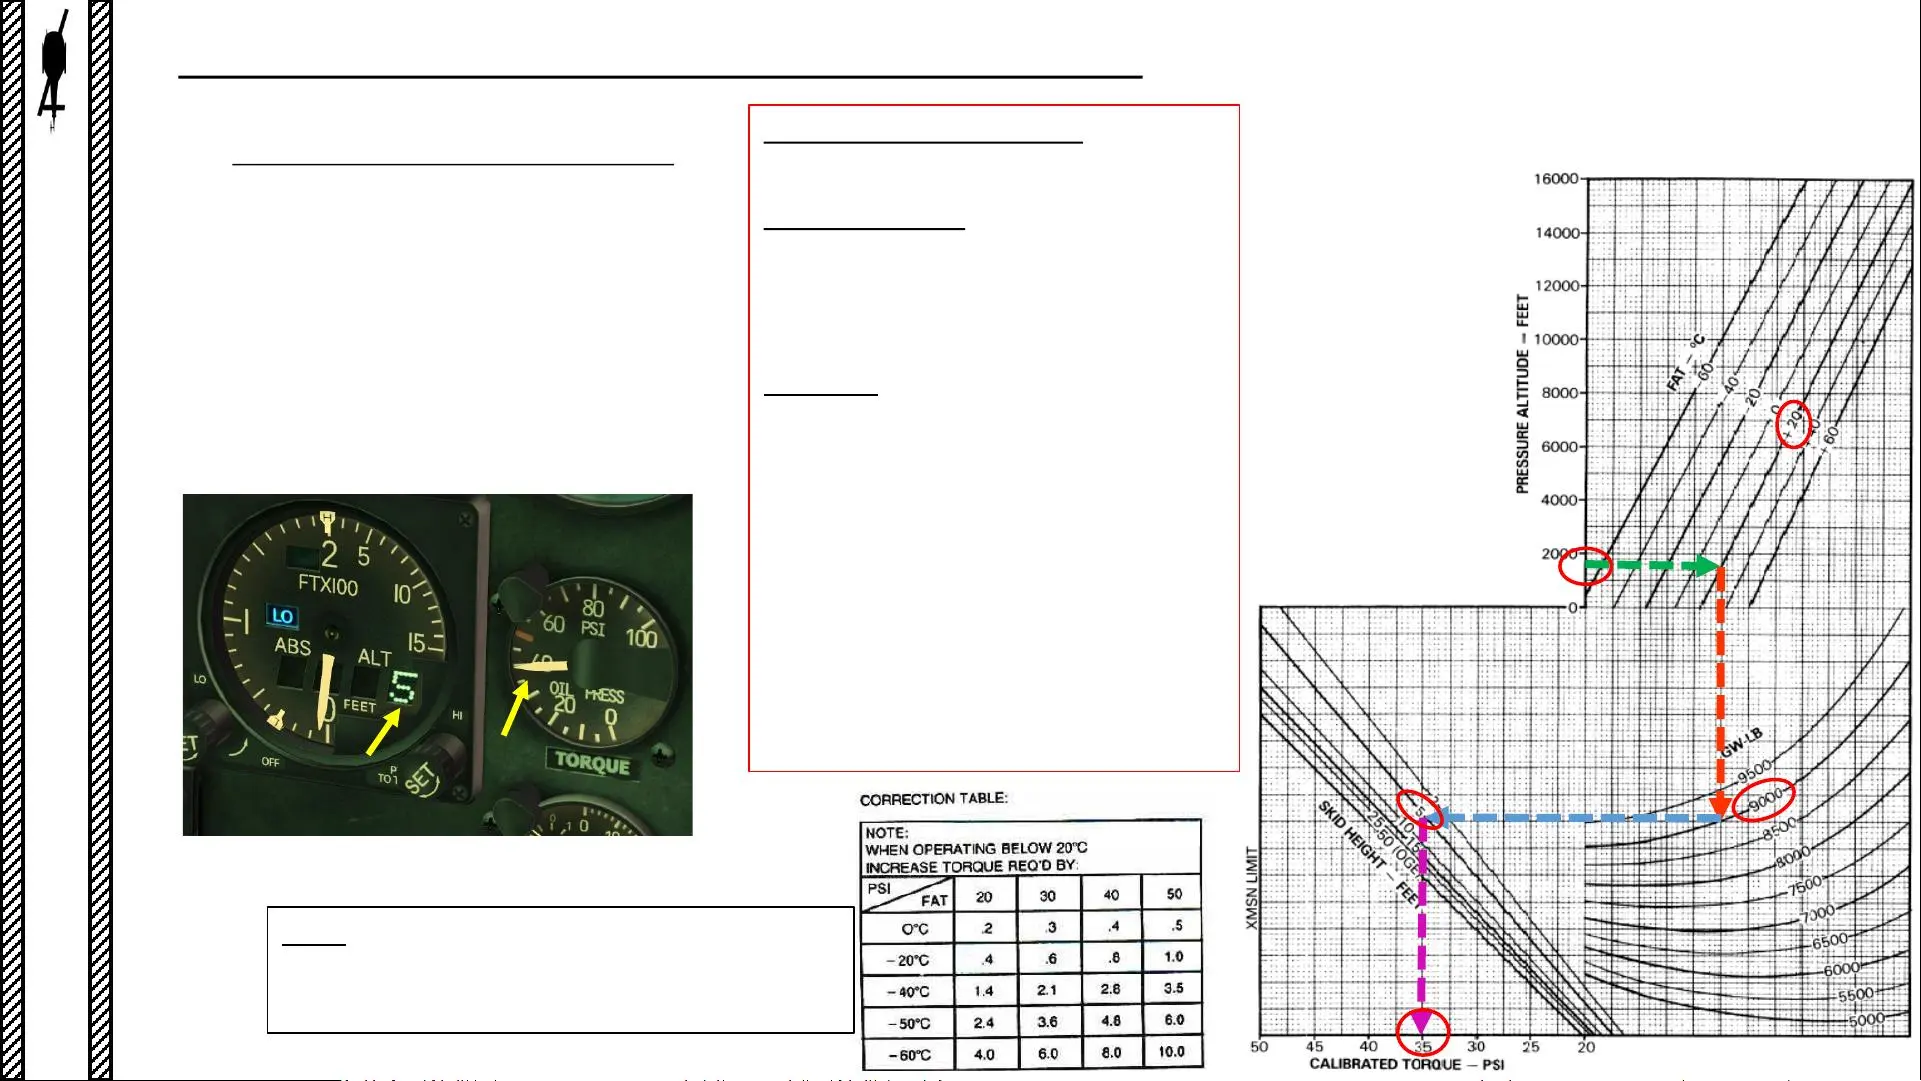 2
5
FTX100
10
1
LO
15
ABS
ALT
5
FEET
0
LO
HI
OFF
SET
80
60
PSI
100
40
OIL PRESS
20
0
TORQUE
CORRECTION TABLE:
NOTE:
WHEN OPERATING BELOW 20°C
INCREASE TORQUE REQ'D BY:
PSI FAT 20 30 40 50
0°C .2 .3 .4 .5
-20°C .4 .6 .8 1.0
-40°C 1.4 2.1 2.8 3.5
-50°C 2.4 3.6 4.8 6.0
-60°C 4.0 6.0 8.0 10.0
PRESSURE ALTITUDE – FEET
16000
14000
12000
10000
8000
6000
4000
2000
0
FAT – °C
-60
-40
-20
0
+20
+40
+60
GW-LB
9500
9000
8500
8000
7500
7000
6500
6000
5500
5000
2
5
10
15
25
50 (OGE)
SKID HEIGHT – FEET
XMSN LIMIT
50 45 40 35 30 25 20
CALIBRATED TORQUE – PSI